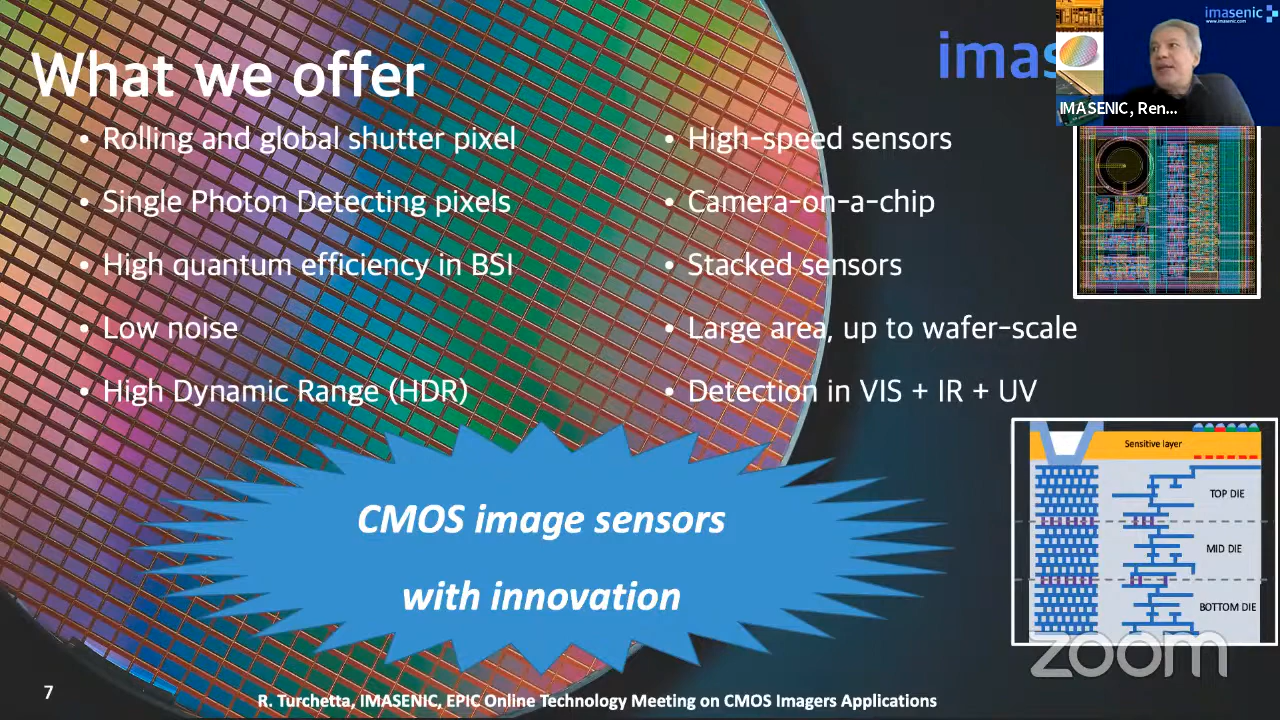 What we offer
• Rolling and global shutter pixel
• Single Photon Detecting pixels
• High quantum efficiency in BSI
• Low noise
• High Dynamic Range (HDR)
• High-speed sensors
• Camera-on-a-chip
• Stacked sensors
• Large area, up to wafer-scale
• Detection in VIS + IR + UV
CMOS image sensors
with innovation
imas
imasenic
www.imasenic.com
IMASENIC, Ren...
Sensitive layer
TOP DIE
MID DIE
BOTTOM DIE
zoom
7
R. Turchetta, IMASENIC, EPIC Online Technology Meeting on CMOS Imagers Applications